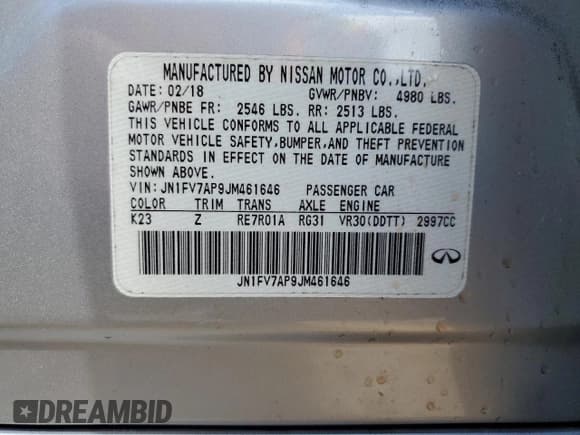 MANUFACTURED BY NISSAN MOTOR CO.,LTD.
DATE: 02/18 GVWR/PNBV: 4980 LBS.
GAWR/PNBE FR: 2546 LBS. RR: 2513 LBS.
THIS VEHICLE CONFORMS TO ALL APPLICABLE FEDERAL
MOTOR VEHICLE SAFETY,BUMPER,AND THEFT PREVENTION
STANDARDS IN EFFECT ON THE DATE OF MANUFACTURE
SHOWN ABOVE.
VIN: JN1FV7AP9JM461646 PASSENGER CAR
COLOR TRIM TRANS AXLE ENGINE
K23 Z RE7R01A RG31 VR30(DDTT) 2997CC
JN1FV7AP9JM461646
DREAMBID